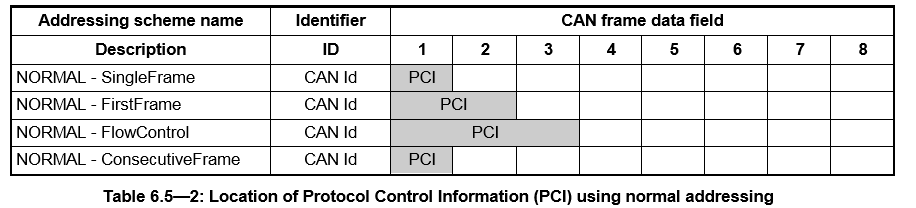 Addressing scheme name Identifier CAN frame data field
Description ID 1 2 3 4 5 6 7 8
NORMAL - SingleFrame CAN Id PCI
NORMAL - FirstFrame CAN Id PCI
NORMAL - FlowControl CAN Id PCI
NORMAL - ConsecutiveFrame CAN Id PCI
Table 6.5—2: Location of Protocol Control Information (PCI) using normal addressing